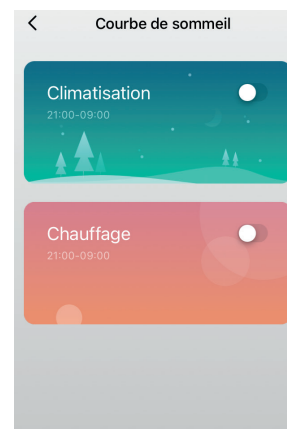 Courbe de sommeil
Climatisation
21:00-09:00
Chauffage
21:00-09:00